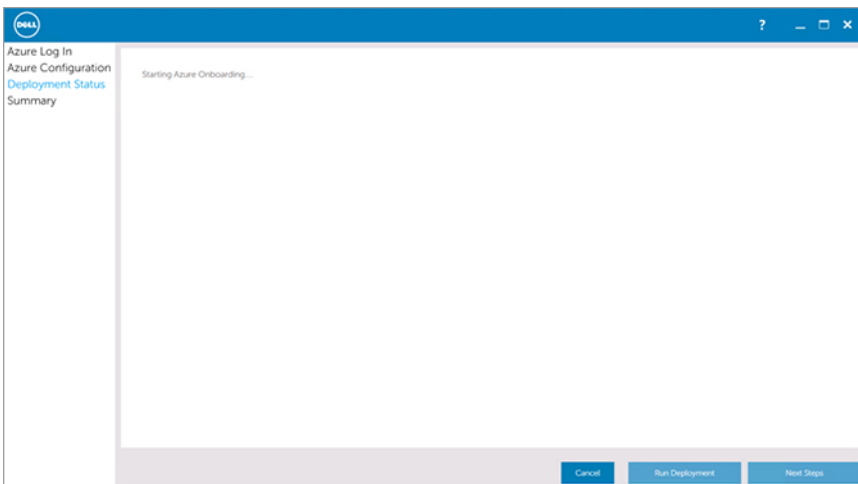 DELL
?
Azure Log In
Azure Configuration
Deployment Status
Summary
Starting Azure Onboarding...
Cancel
Run Deployment
Next Steps